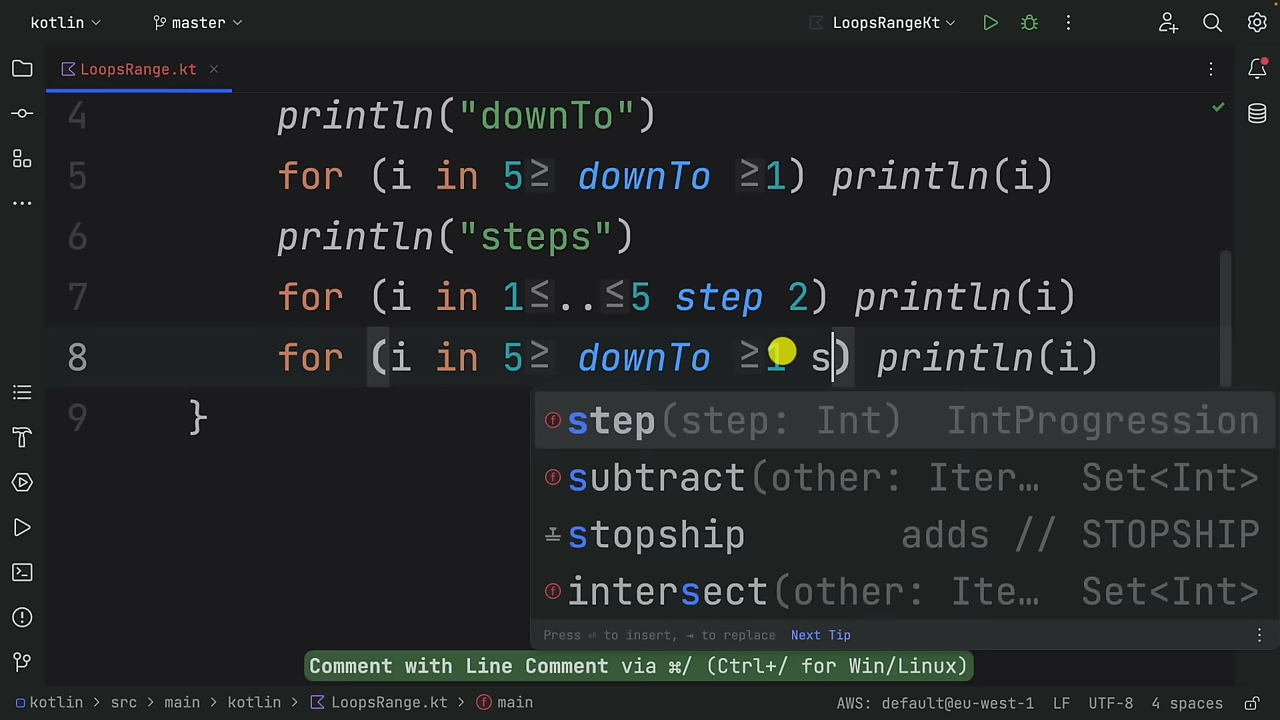 kotlin master LoopsRangeKt
LoopsRange.kt
4 println("downTo")
5 for (i in 5≥ downTo ≥1) println(i)
6 println("steps")
7 for (i in 1≤..≤5 step 2) println(i)
8 for (i in 5≥ downTo ≥1 s) println(i)
9 }
step(step: Int) IntProgression
subtract(other: Iter… Set<Int>
stopship adds // STOPSHIP
intersect(other: Ite… Set<Int>
Press ⏎ to insert, ⇥ to replace Next Tip
Comment with Line Comment via ⌘/ (Ctrl+/ for Win/Linux)
kotlin > src > main > kotlin > LoopsRange.kt > main AWS: default@eu-west-1 LF UTF-8 4 spaces